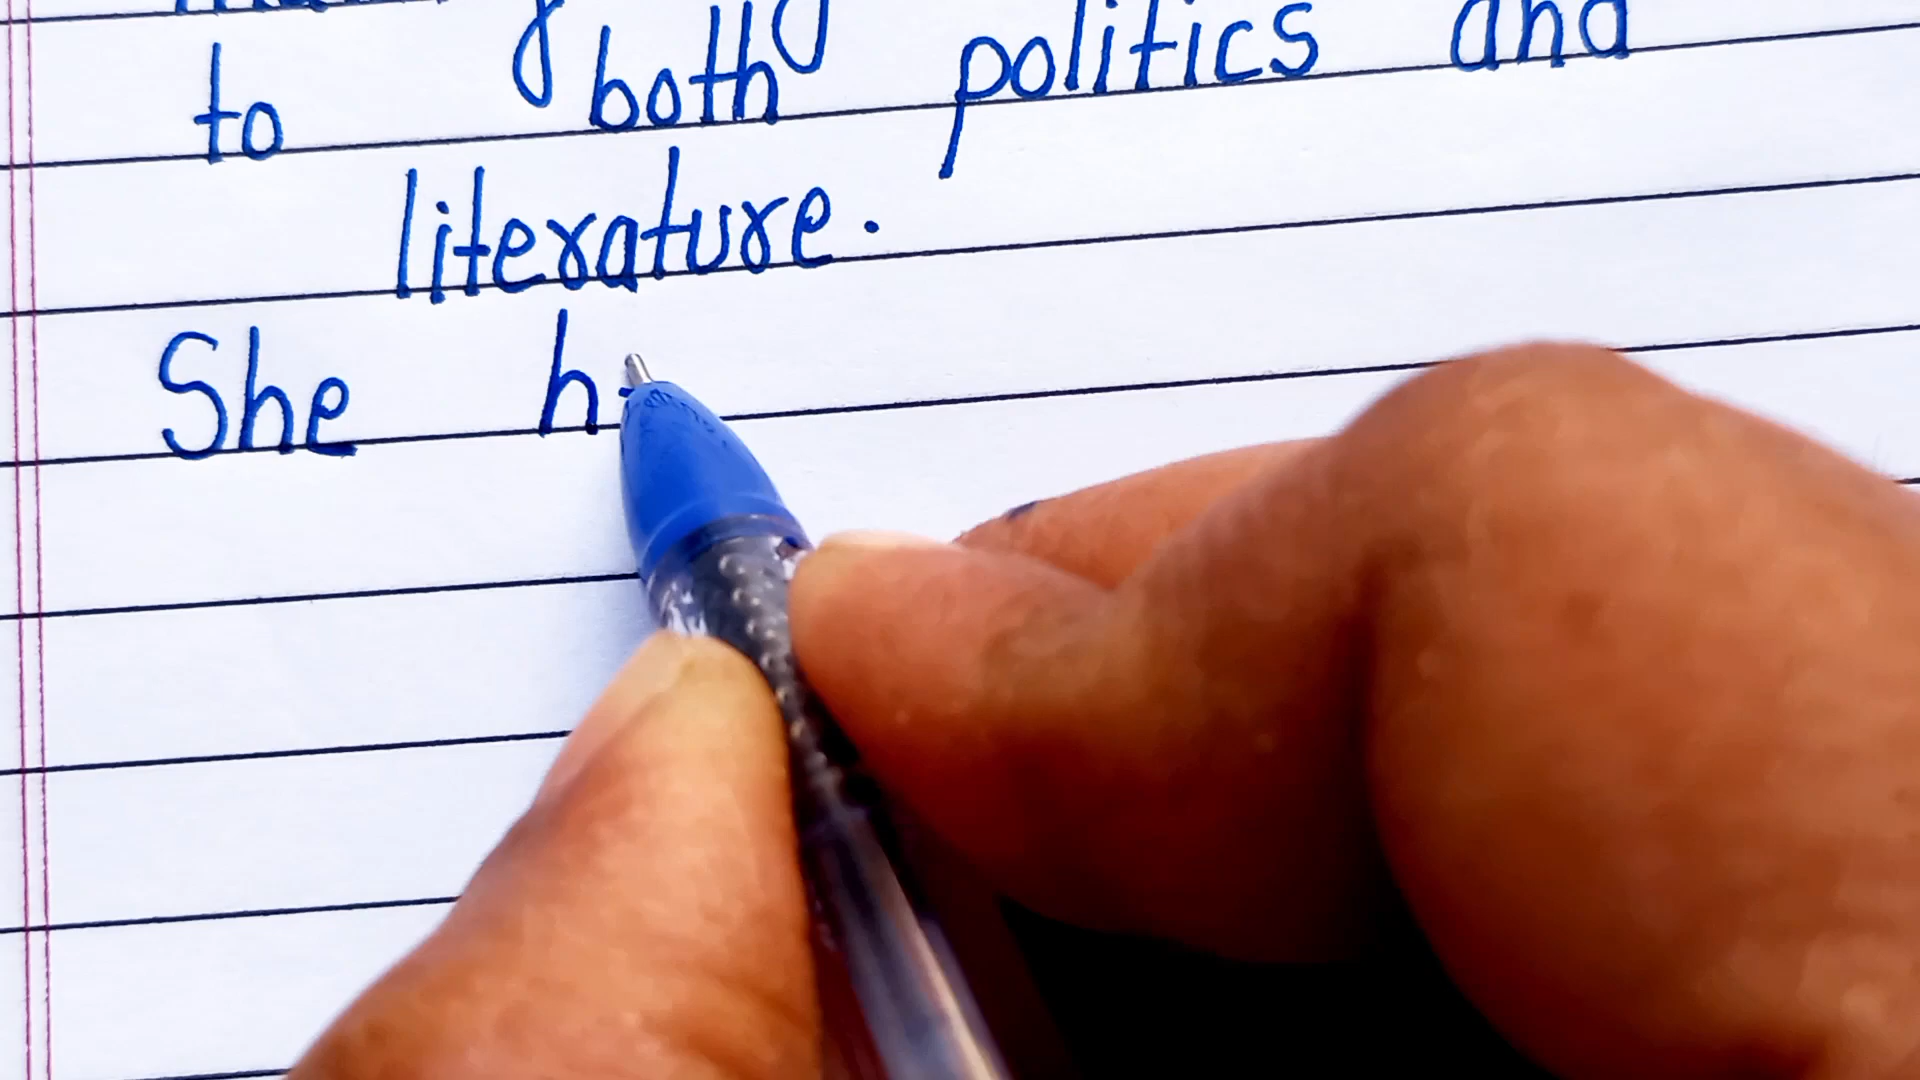 to both politics and
literature.
She h